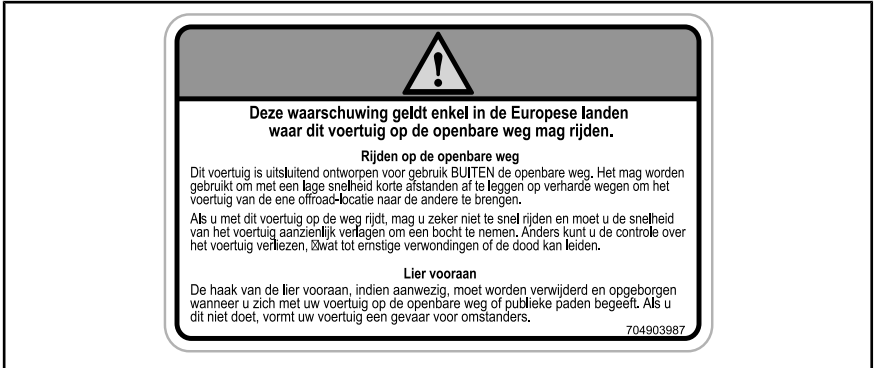 Deze waarschuwing geldt enkel in de Europese landen
waar dit voertuig op de openbare weg mag rijden.
Rijden op de openbare weg
Dit voertuig is uitsluitend ontworpen voor gebruik BUITEN de openbare weg. Het mag worden
gebruikt om met een lage snelheid korte afstanden af te leggen op verharde wegen om het
voertuig van de ene offroad-locatie naar de andere te brengen.
Als u met dit voertuig op de weg rijdt, mag u zeker niet te snel rijden en moet u de snelheid
van het voertuig aanzienlijk verlagen om een bocht te nemen. Anders kunt u de controle over
het voertuig verliezen, wat tot ernstige verwondingen of de dood kan leiden.
Lier vooraan
De haak van de lier vooraan, indien aanwezig, moet worden verwijderd en opgeborgen
wanneer u zich met uw voertuig op de openbare weg of publieke paden begeeft. Als u
dit niet doet, vormt uw voertuig een gevaar voor omstanders.
704903987